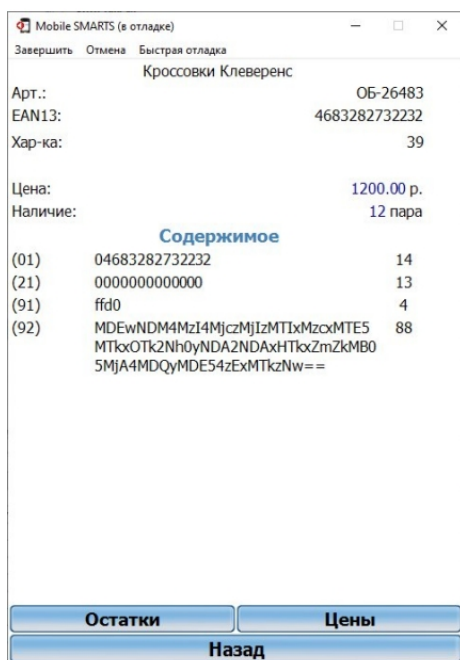 Mobile SMARTS (в отладке)
Завершить Отмена Быстрая отладка
Кроссовки Клеверенс
Арт.: ОБ-26483
EAN13: 4683282732232
Хар-ка: 39
Цена: 1200.00 р.
Наличие: 12 пара
Содержимое
(01) 04683282732232 14
(21) 0000000000000 13
(91) ffd0 4
(92) MDEwNDM4MzI4MjczMjIzMTIxMzcxMTE5 88
MTkxOTk2Nh0yNDA2NDAxHTkxZmZkMB0
5MjA4MDQyMDE54zExMTkzNw==
Остатки Цены
Назад